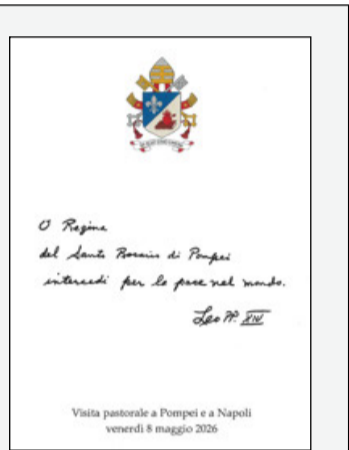 O Regina
del Santo Rosario di Pompei
intercedi per la pace nel mondo.
Leo PP. XIV
Visita pastorale a Pompei e a Napoli
venerdì 8 maggio 2026